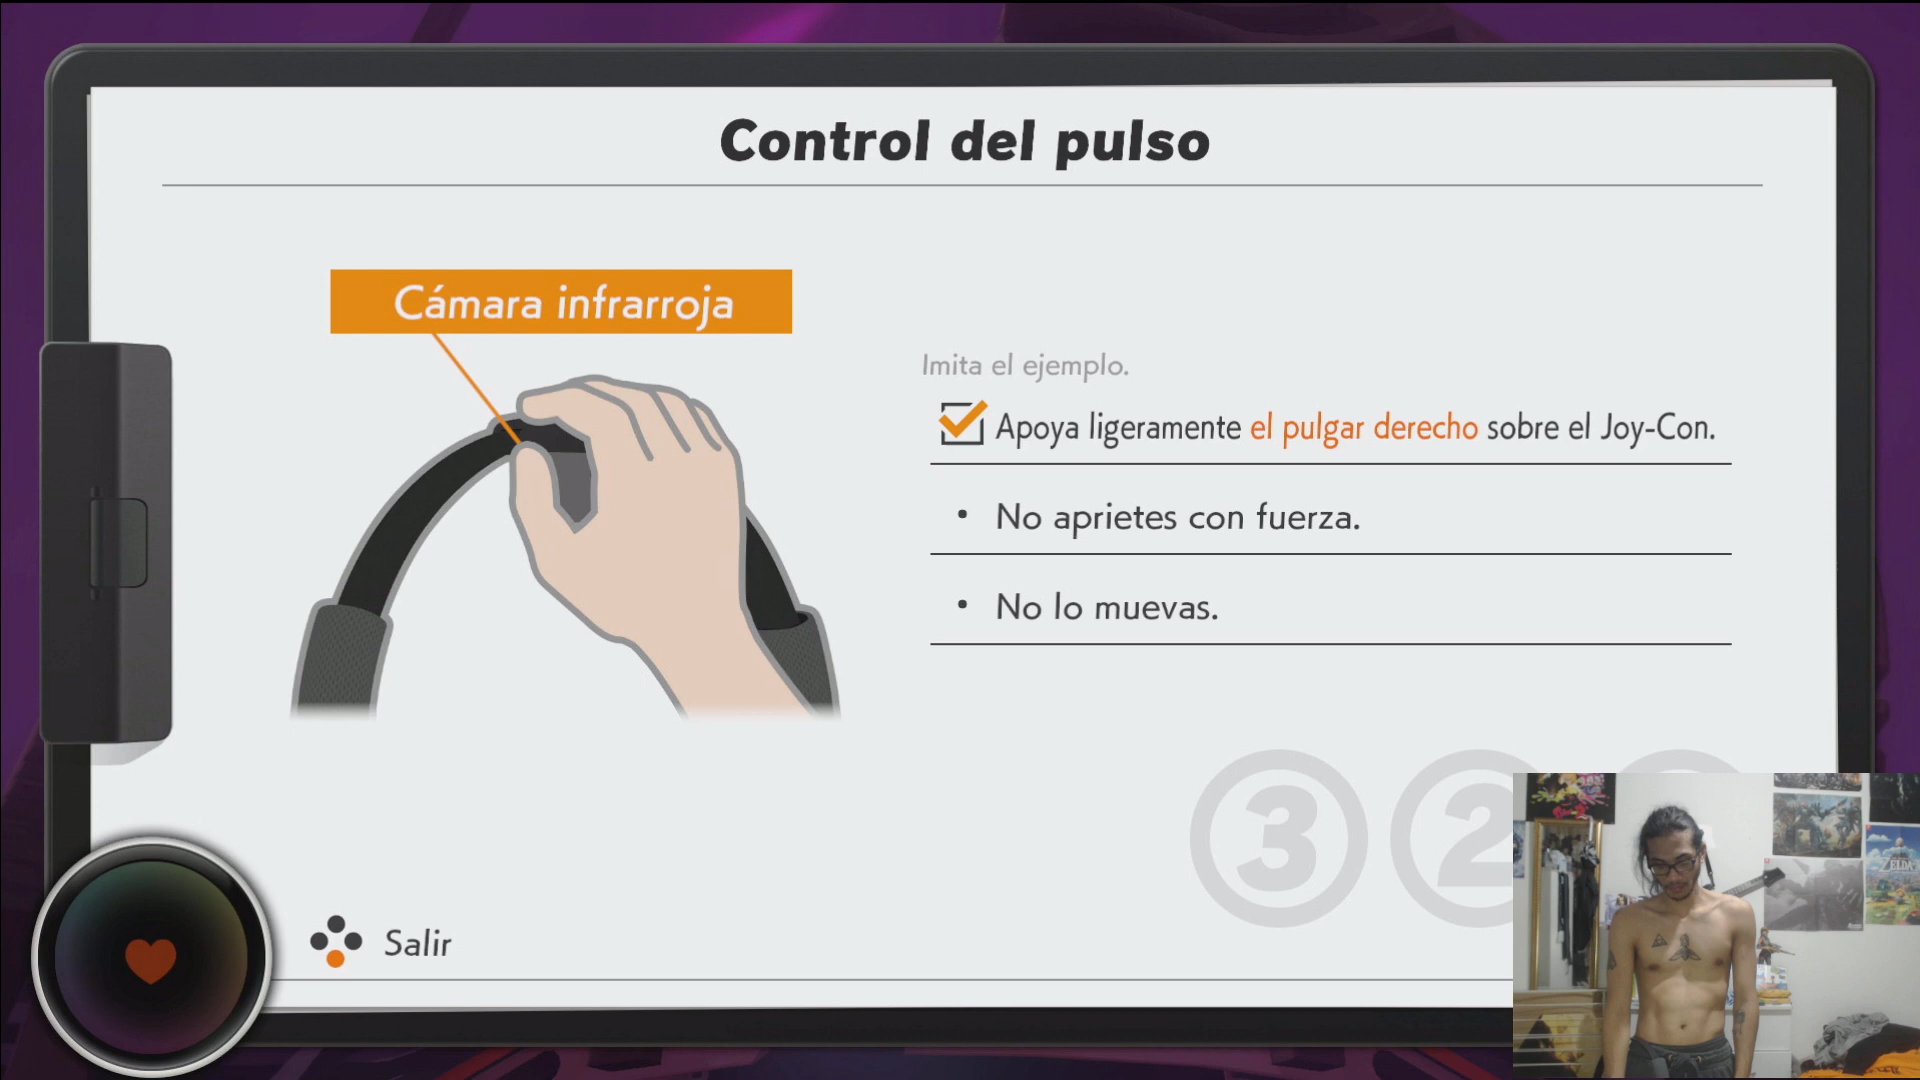 Control del pulso
Cámara infrarroja
Imita el ejemplo.
Apoya ligeramente el pulgar derecho sobre el Joy-Con.
• No aprietes con fuerza.
• No lo muevas.
3 2
Salir
ZELDA